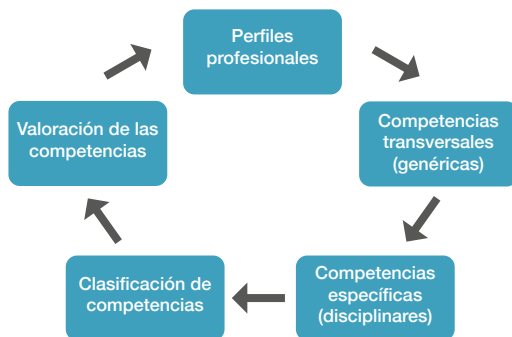 Perfiles
profesionales
Competencias
transversales
(genéricas)
Competencias
específicas
(disciplinares)
Clasificación de
competencias
Valoración de las
competencias